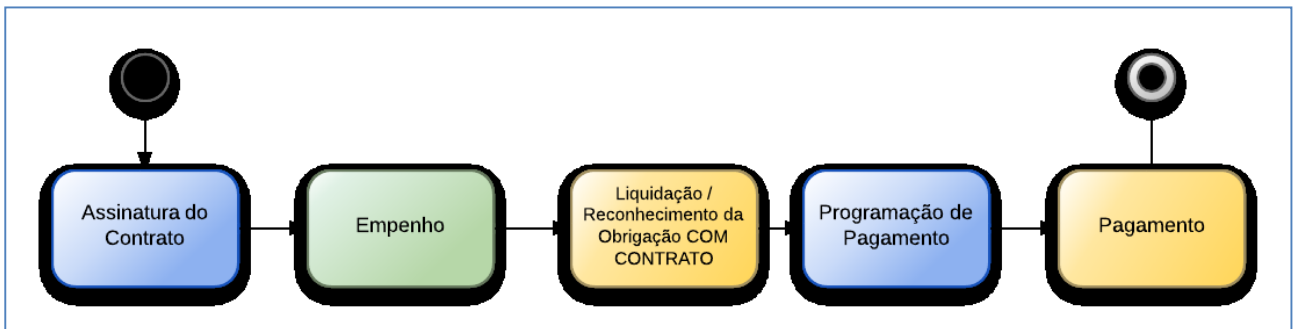 Assinatura do
Contrato
Empenho
Liquidação /
Reconhecimento da
Obrigação COM
CONTRATO
Programação de
Pagamento
Pagamento